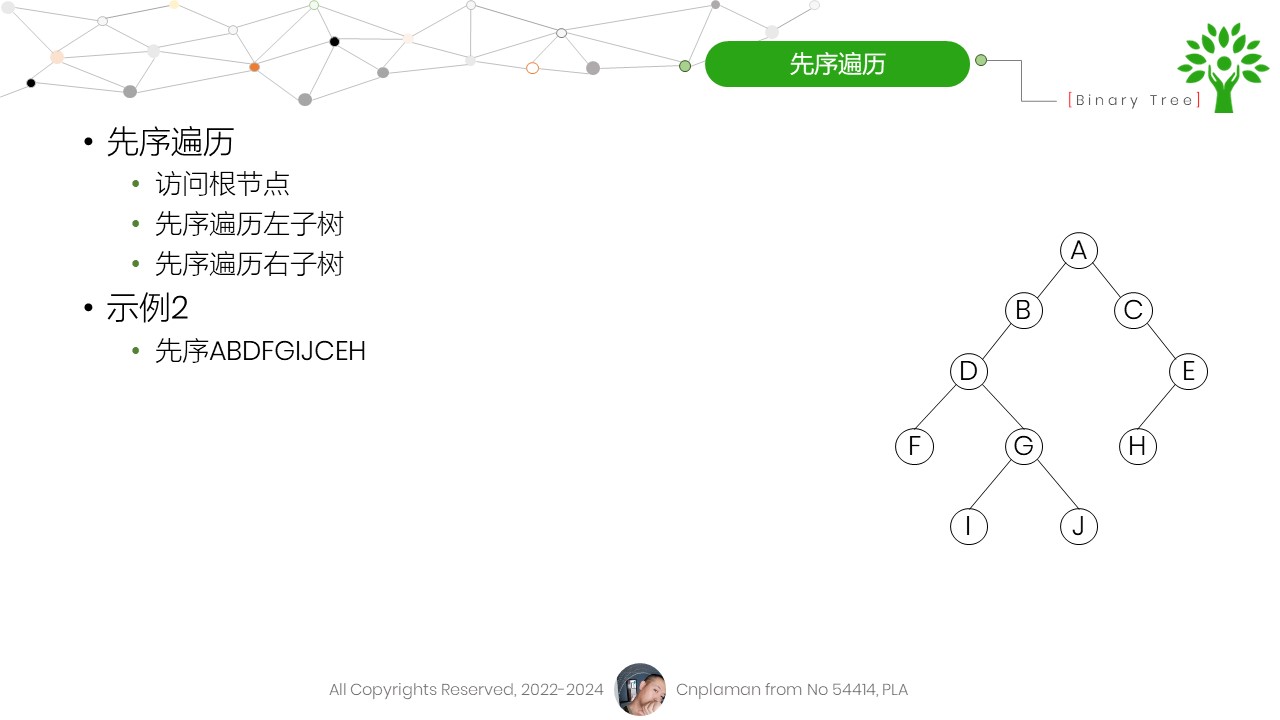 先序遍历
[Binary Tree]
• 先序遍历
• 访问根节点
• 先序遍历左子树
• 先序遍历右子树
• 示例2
• 先序ABDFGIJCEH
A
B C
D E
F G H
I J
All Copyrights Reserved, 2022-2024 Cnplaman from No 54414, PLA